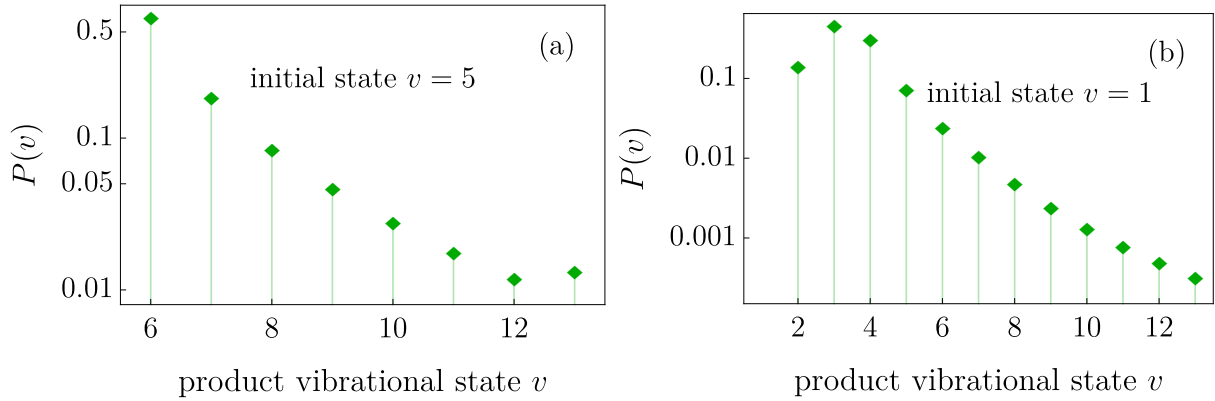 (a)
initial state v = 5
P(v)
0.5
0.1
0.05
0.01
6 8 10 12
product vibrational state v
(b)
initial state v = 1
P(v)
0.1
0.01
0.001
2 4 6 8 10 12
product vibrational state v